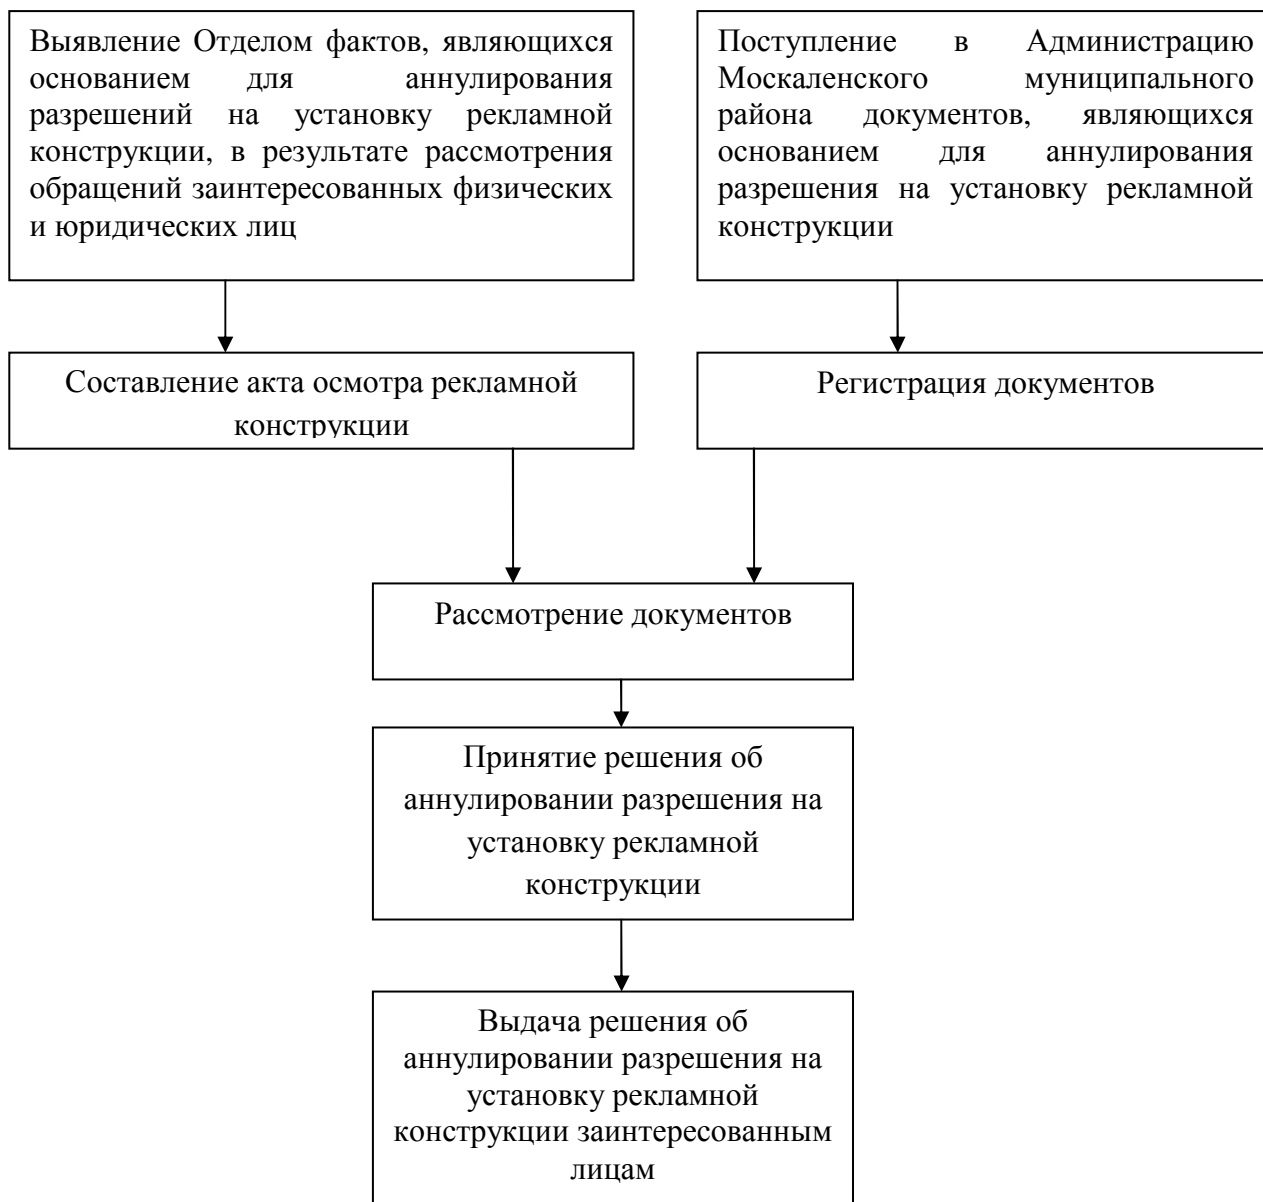 Выявление Отделом фактов, являющихся
основанием для аннулирования
разрешений на установку рекламной
конструкции, в результате рассмотрения
обращений заинтересованных физических
и юридических лиц
Поступление в Администрацию
Москаленского муниципального
района документов, являющихся
основанием для аннулирования
разрешения на установку рекламной
конструкции
Составление акта осмотра рекламной
конструкции
Регистрация документов
Рассмотрение документов
Принятие решения об
аннулировании разрешения на
установку рекламной
конструкции
Выдача решения об
аннулировании разрешения на
установку рекламной
конструкции заинтересованным
лицам